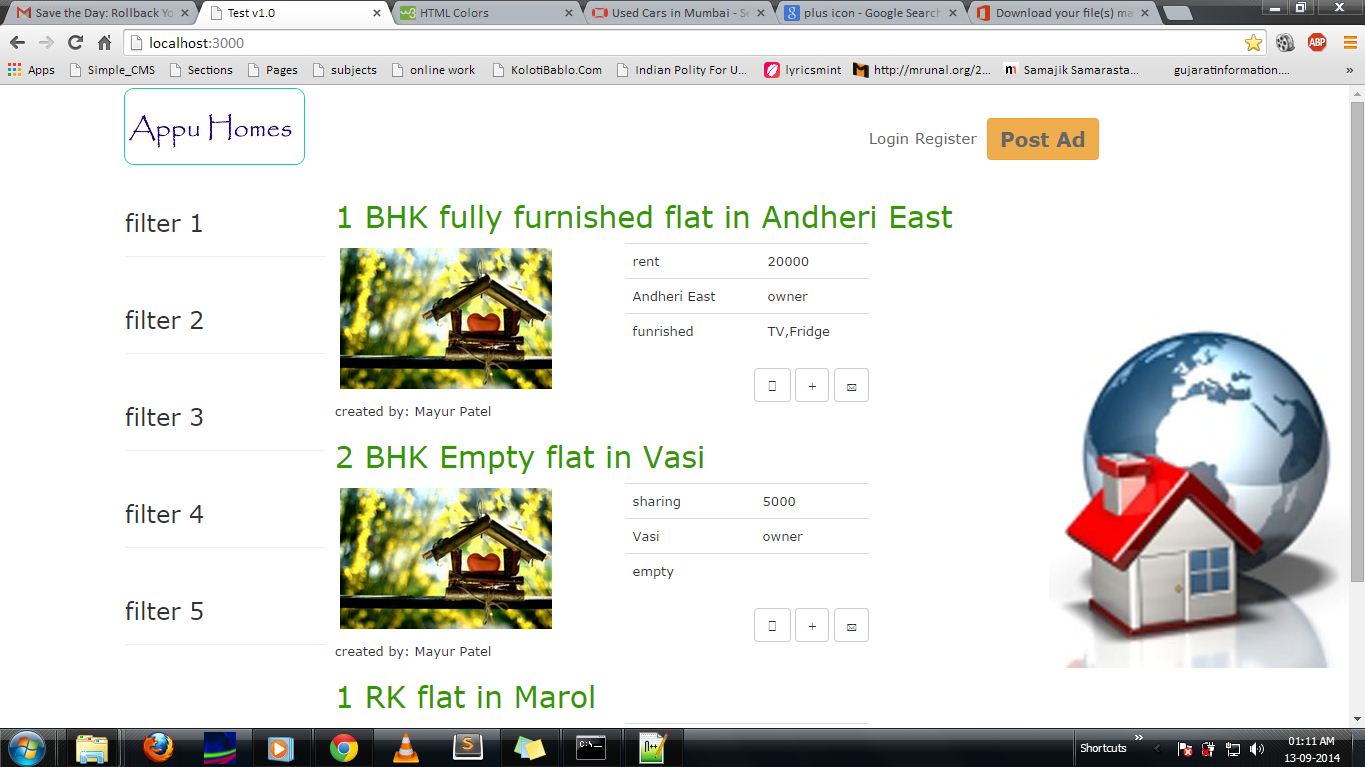 Save the Day: Rollback Yo
Test v1.0
HTML Colors
Used Cars in Mumbai - Se
plus icon - Google Search
Download your file(s) ma
localhost:3000
ABP
Apps
Simple_CMS
Sections
Pages
subjects
online work
KolotiBablo.Com
Indian Polity For U...
lyricsmint
http://mrunal.org/2...
Samajik Samarasta...
gujaratinformation....
»
Appu Homes
Login Register
Post Ad
filter 1
filter 2
filter 3
filter 4
filter 5
1 BHK fully furnished flat in Andheri East
rent 20000
Andheri East owner
funrished TV,Fridge
+
created by: Mayur Patel
2 BHK Empty flat in Vasi
sharing 5000
Vasi owner
empty
+
created by: Mayur Patel
1 RK flat in Marol
Shortcuts
»
01:11 AM
13-09-2014